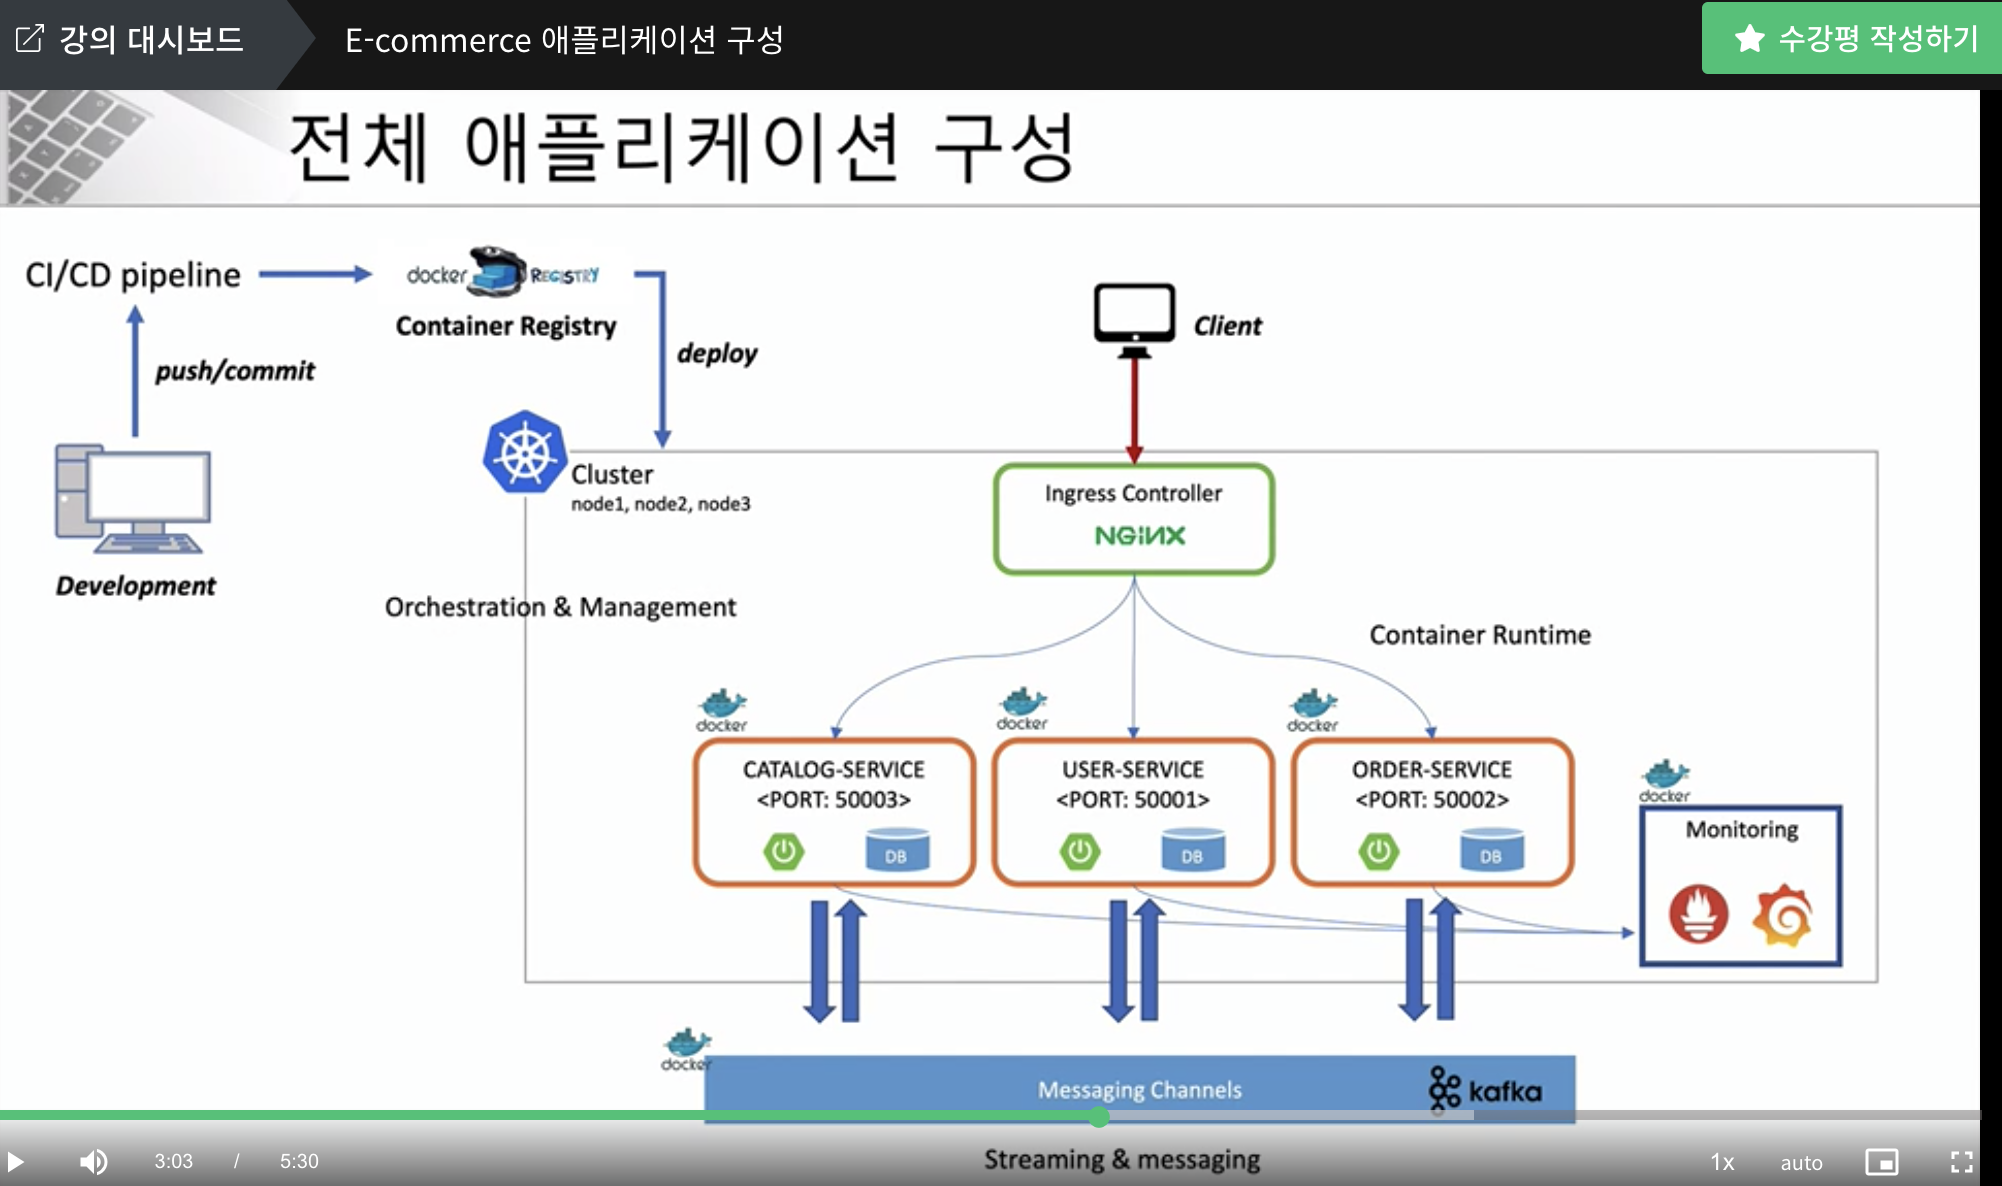 강의 대시보드
E-commerce 애플리케이션 구성
수강평 작성하기
전체 애플리케이션 구성
CI/CD pipeline
docker REGISTRY
Container Registry
push/commit
deploy
Client
Development
Cluster
node1, node2, node3
Ingress Controller
NGINX
Orchestration & Management
Container Runtime
docker
docker
docker
CATALOG-SERVICE
<PORT: 50003>
DB
USER-SERVICE
<PORT: 50001>
DB
ORDER-SERVICE
<PORT: 50002>
DB
docker
Monitoring
docker
Messaging Channels
kafka
Streaming & messaging
3:03 / 5:30
1x
auto